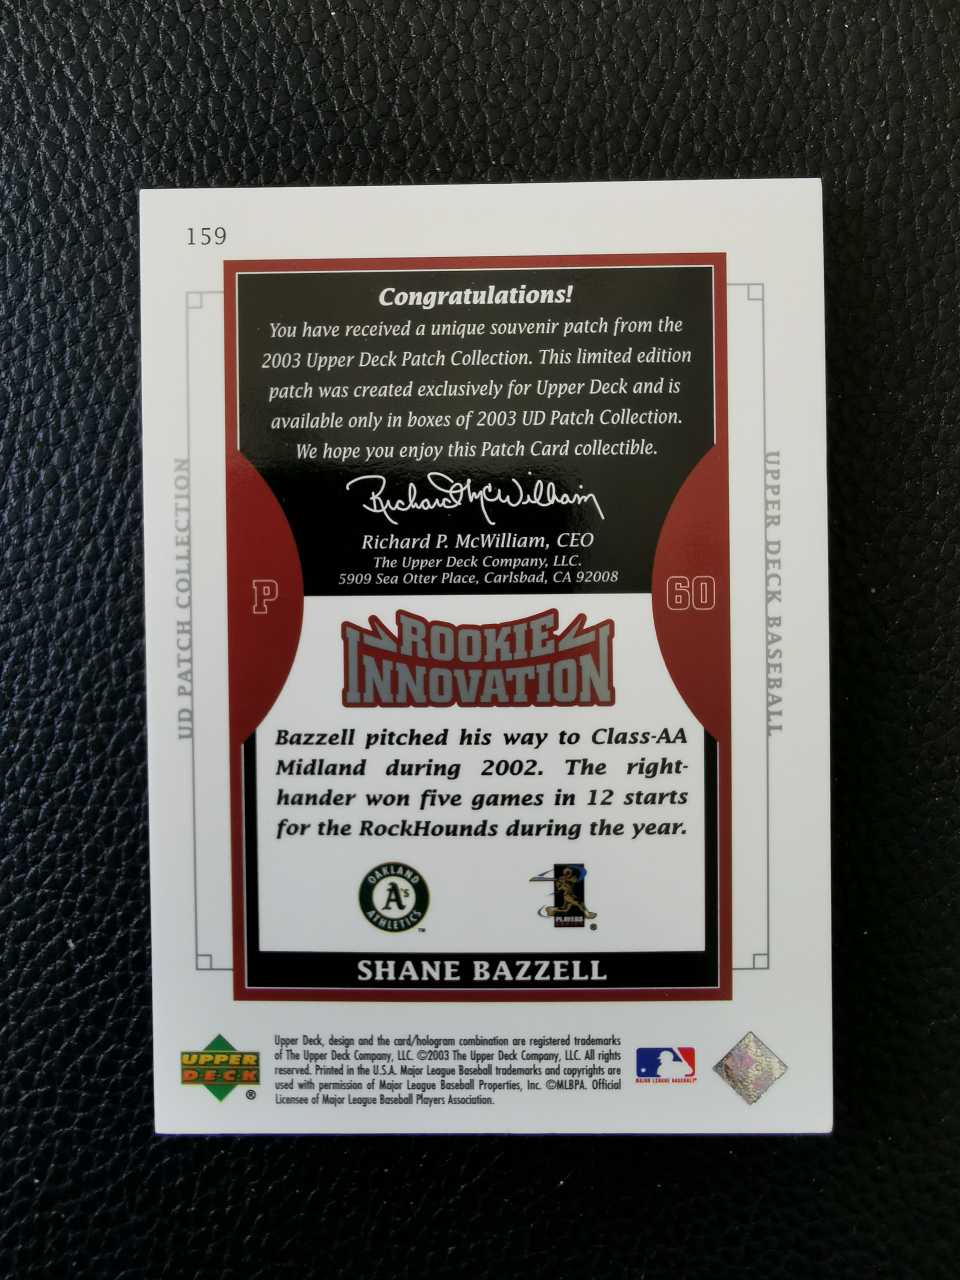 159
Congratulations!
You have received a unique souvenir patch from the
2003 Upper Deck Patch Collection. This limited edition
patch was created exclusively for Upper Deck and is
available only in boxes of 2003 UD Patch Collection.
We hope you enjoy this Patch Card collectible.
Richard McWilliam
Richard P. McWilliam, CEO
The Upper Deck Company, LLC.
5909 Sea Otter Place, Carlsbad, CA 92008
UD PATCH COLLECTION
P
60
UPPER DECK BASEBALL
ROOKIE
INNOVATION
Bazzell pitched his way to Class-AA
Midland during 2002. The right-
hander won five games in 12 starts
for the RockHounds during the year.
OAKLAND
A's
ATHLETICS
™
PLAYERS
®
SHANE BAZZELL
UPPER
DECK
®
Upper Deck, design and the card/hologram combination are registered trademarks
of The Upper Deck Company, LLC. ©2003 The Upper Deck Company, LLC. All rights
reserved. Printed in the U.S.A. Major League Baseball trademarks and copyrights are
used with permission of Major League Baseball Properties, Inc. ©MLBPA. Official
Licensee of Major League Baseball Players Association.
MAJOR LEAGUE BASEBALL®